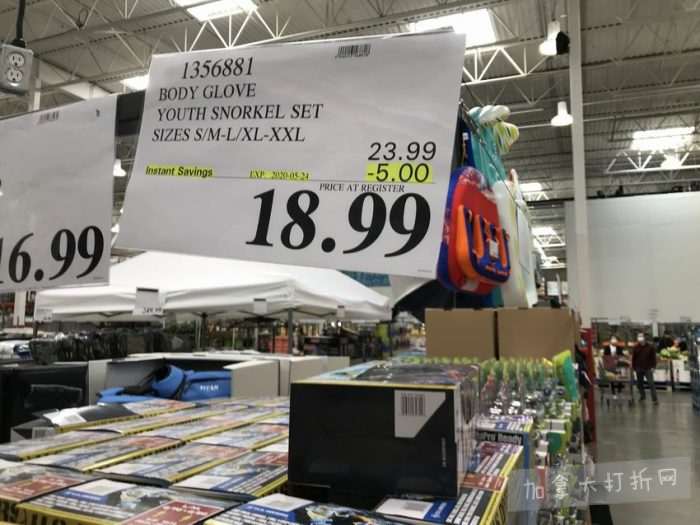 1356881
BODY GLOVE
YOUTH SNORKEL SET
SIZES S/M-L/XL-XXL
23.99
Instant Savings EXP. 2020-05-24 -5.00
PRICE AT REGISTER
18.99
16.99
加拿大打折网